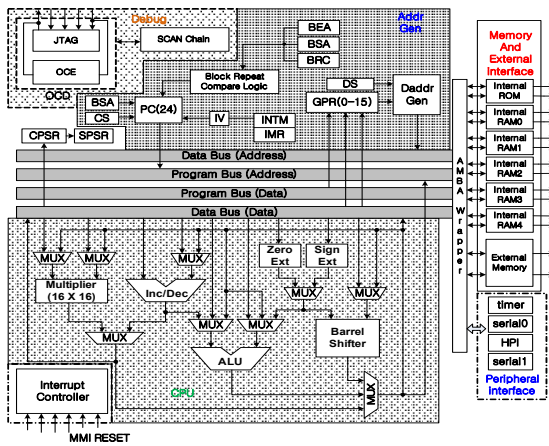 Debug
JTAG
OCE
OCD
SCAN Chain
Addr
Gen
BEA
BSA
BRC
Block Repeat
Compare Logic
BSA
CS
PC(24)
IV
INTM
IMR
DS
GPR(0-15)
Daddr
Gen
CPSR
SPSR
Data Bus (Address)
Program Bus (Address)
Program Bus (Data)
Data Bus (Data)
AMBA Wrapper
Memory
And
External
Interface
Internal
ROM
Internal
RAM0
Internal
RAM1
Internal
RAM2
Internal
RAM3
Internal
RAM4
External
Memory
timer
serial0
HPI
serial1
Peripheral
Interface
MUX
MUX
MUX
Zero
Ext
Sign
Ext
Multiplier
(16 X 16)
Inc/Dec
MUX
MUX
MUX
MUX
MUX
ALU
Barrel
Shifter
MUX
CPU
Interrupt
Controller
MMI RESET